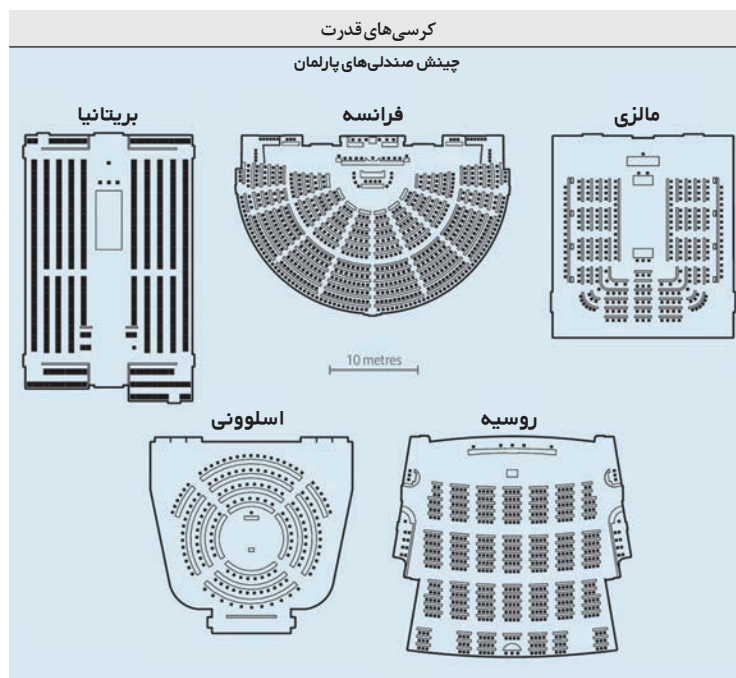 کرسی‌های قدرت
چینش صندلی‌های پارلمان
مالزی
فرانسه
بریتانیا
10 metres
روسیه
اسلوونی